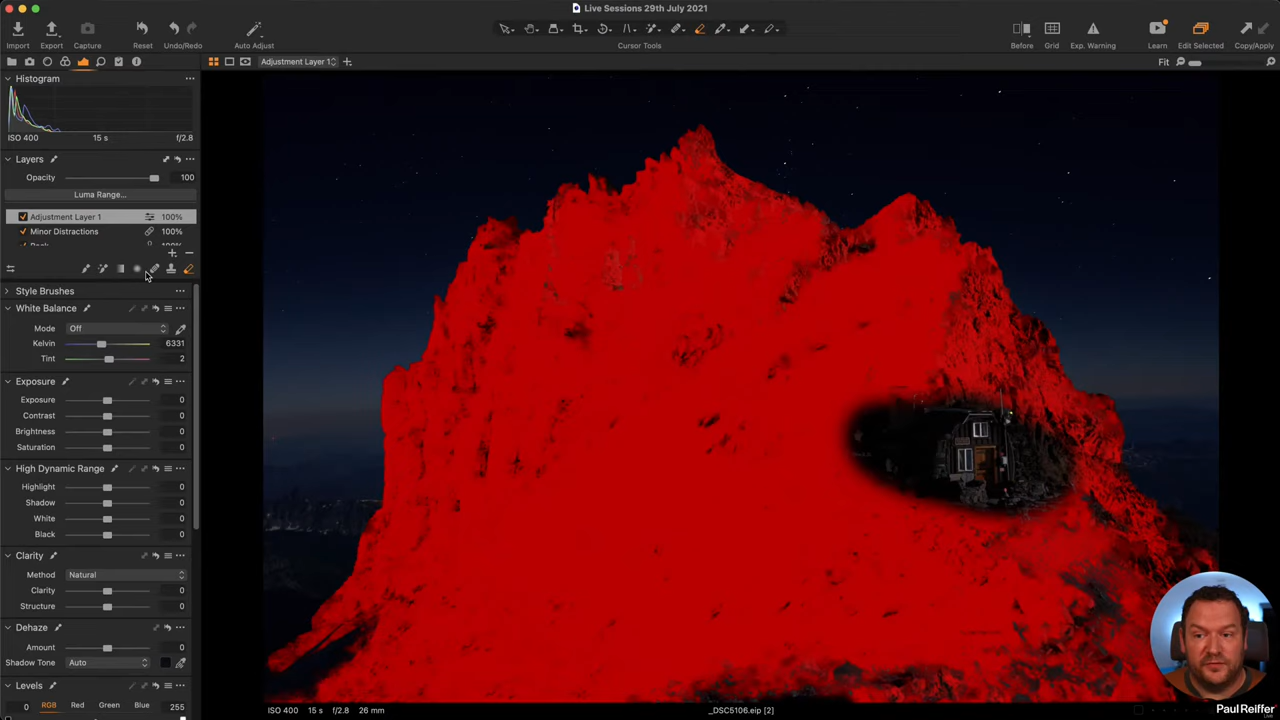 Live Sessions 29th July 2021
Import
Export
Capture
Reset
Undo/Redo
Auto Adjust
Cursor Tools
Before
Grid
Exp. Warning
Learn
Edit Selected
Copy/Apply
Adjustment Layer 1
Fit
Histogram
ISO 400
15 s
f/2.8
Layers
Opacity
100
Luma Range...
Adjustment Layer 1
100%
Minor Distractions
100%
Style Brushes
White Balance
Mode
Off
Kelvin
6331
Tint
2
Exposure
Exposure
0
Contrast
0
Brightness
0
Saturation
0
High Dynamic Range
Highlight
0
Shadow
0
White
0
Black
0
Clarity
Method
Natural
Clarity
0
Structure
0
Dehaze
Amount
0
Shadow Tone
Auto
Levels
0
RGB
Red
Green
Blue
255
ISO 400
15 s
f/2.8
26 mm
_DSC5106.eip [2]
PaulReiffer
Live